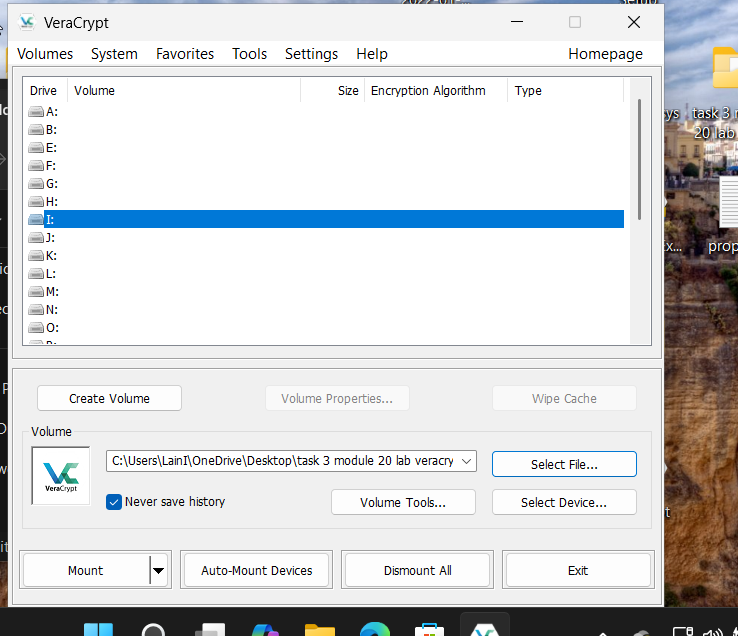 VeraCrypt
Volumes System Favorites Tools Settings Help Homepage
Drive Volume Size Encryption Algorithm Type
A:
B:
E:
F:
G:
H:
I:
J:
K:
L:
M:
N:
O:
Create Volume Volume Properties... Wipe Cache
Volume
VeraCrypt
C:\Users\LainI\OneDrive\Desktop\task 3 module 20 lab veracry
Select File...
Never save history
Volume Tools...
Select Device...
Mount Auto-Mount Devices Dismount All Exit
task 3 m
20 lab
prop